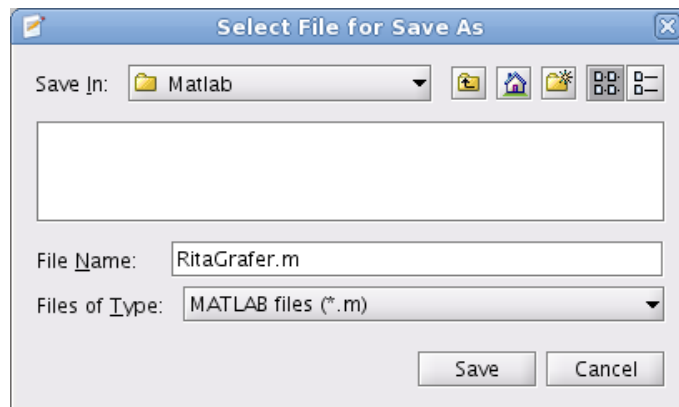 Select File for Save As
Save In: Matlab
File Name: RitaGrafer.m
Files of Type: MATLAB files (*.m)
Save Cancel